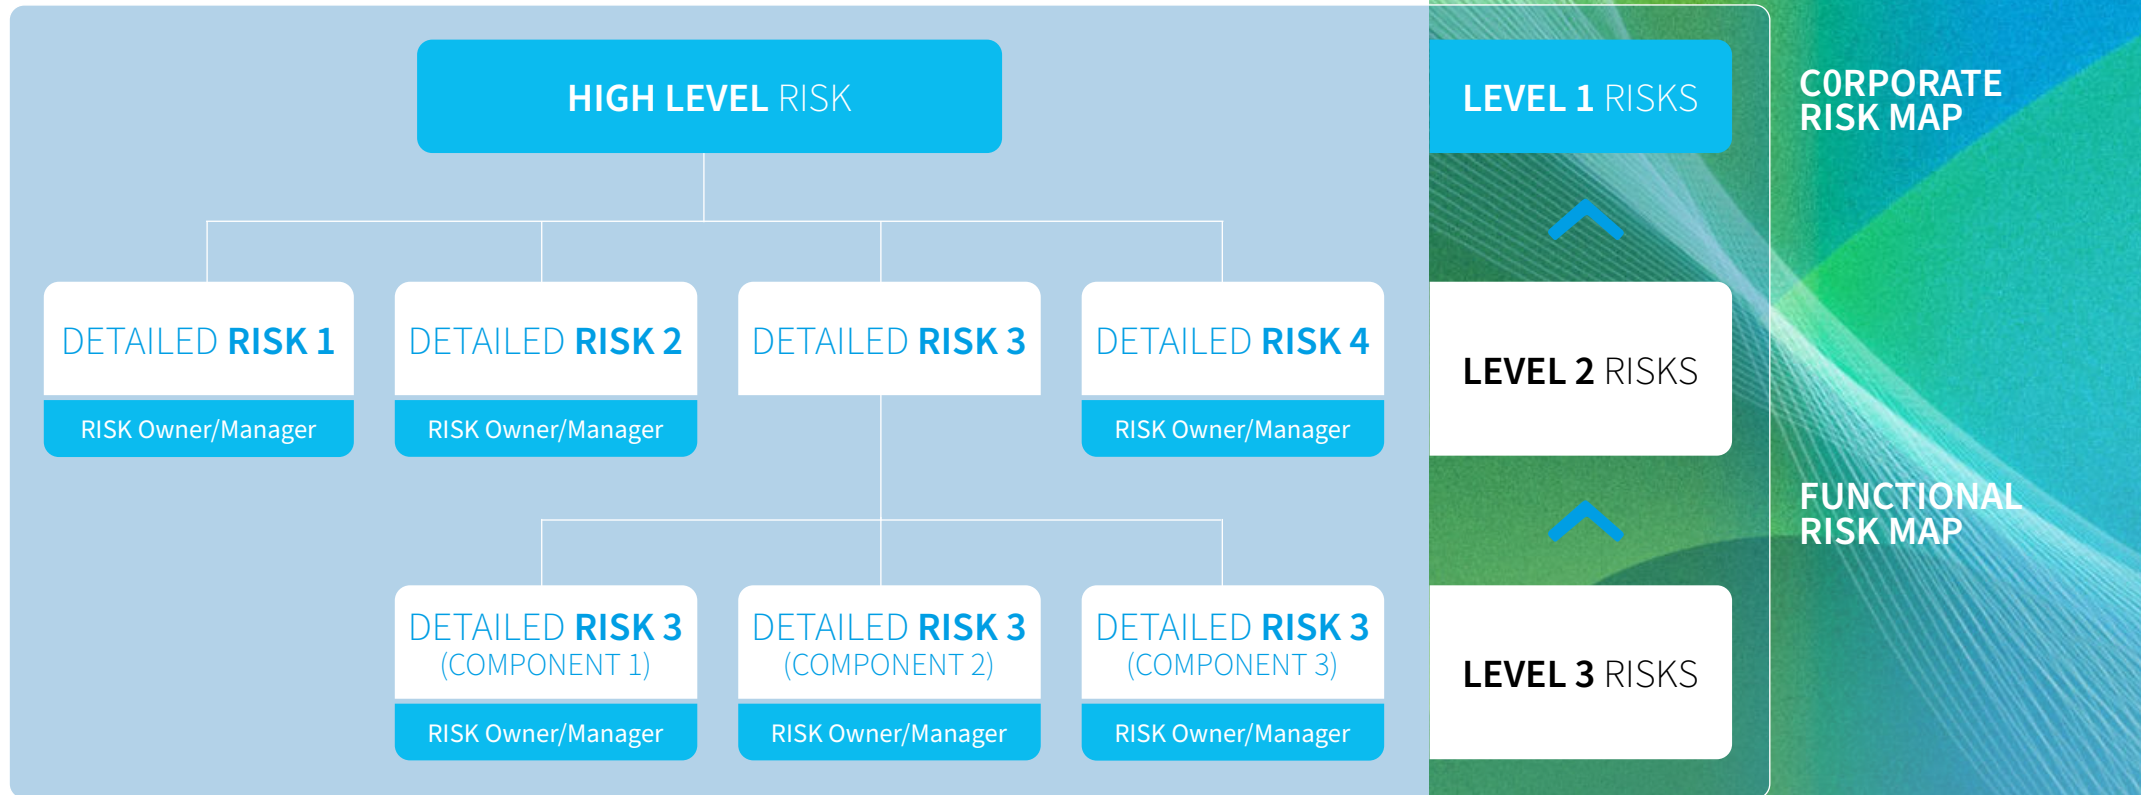 HIGH LEVEL RISK
LEVEL 1 RISKS
C0RPORATE
RISK MAP
DETAILED RISK 1
RISK Owner/Manager
DETAILED RISK 2
RISK Owner/Manager
DETAILED RISK 3
DETAILED RISK 4
RISK Owner/Manager
LEVEL 2 RISKS
FUNCTIONAL
RISK MAP
DETAILED RISK 3
(COMPONENT 1)
RISK Owner/Manager
DETAILED RISK 3
(COMPONENT 2)
RISK Owner/Manager
DETAILED RISK 3
(COMPONENT 3)
RISK Owner/Manager
LEVEL 3 RISKS